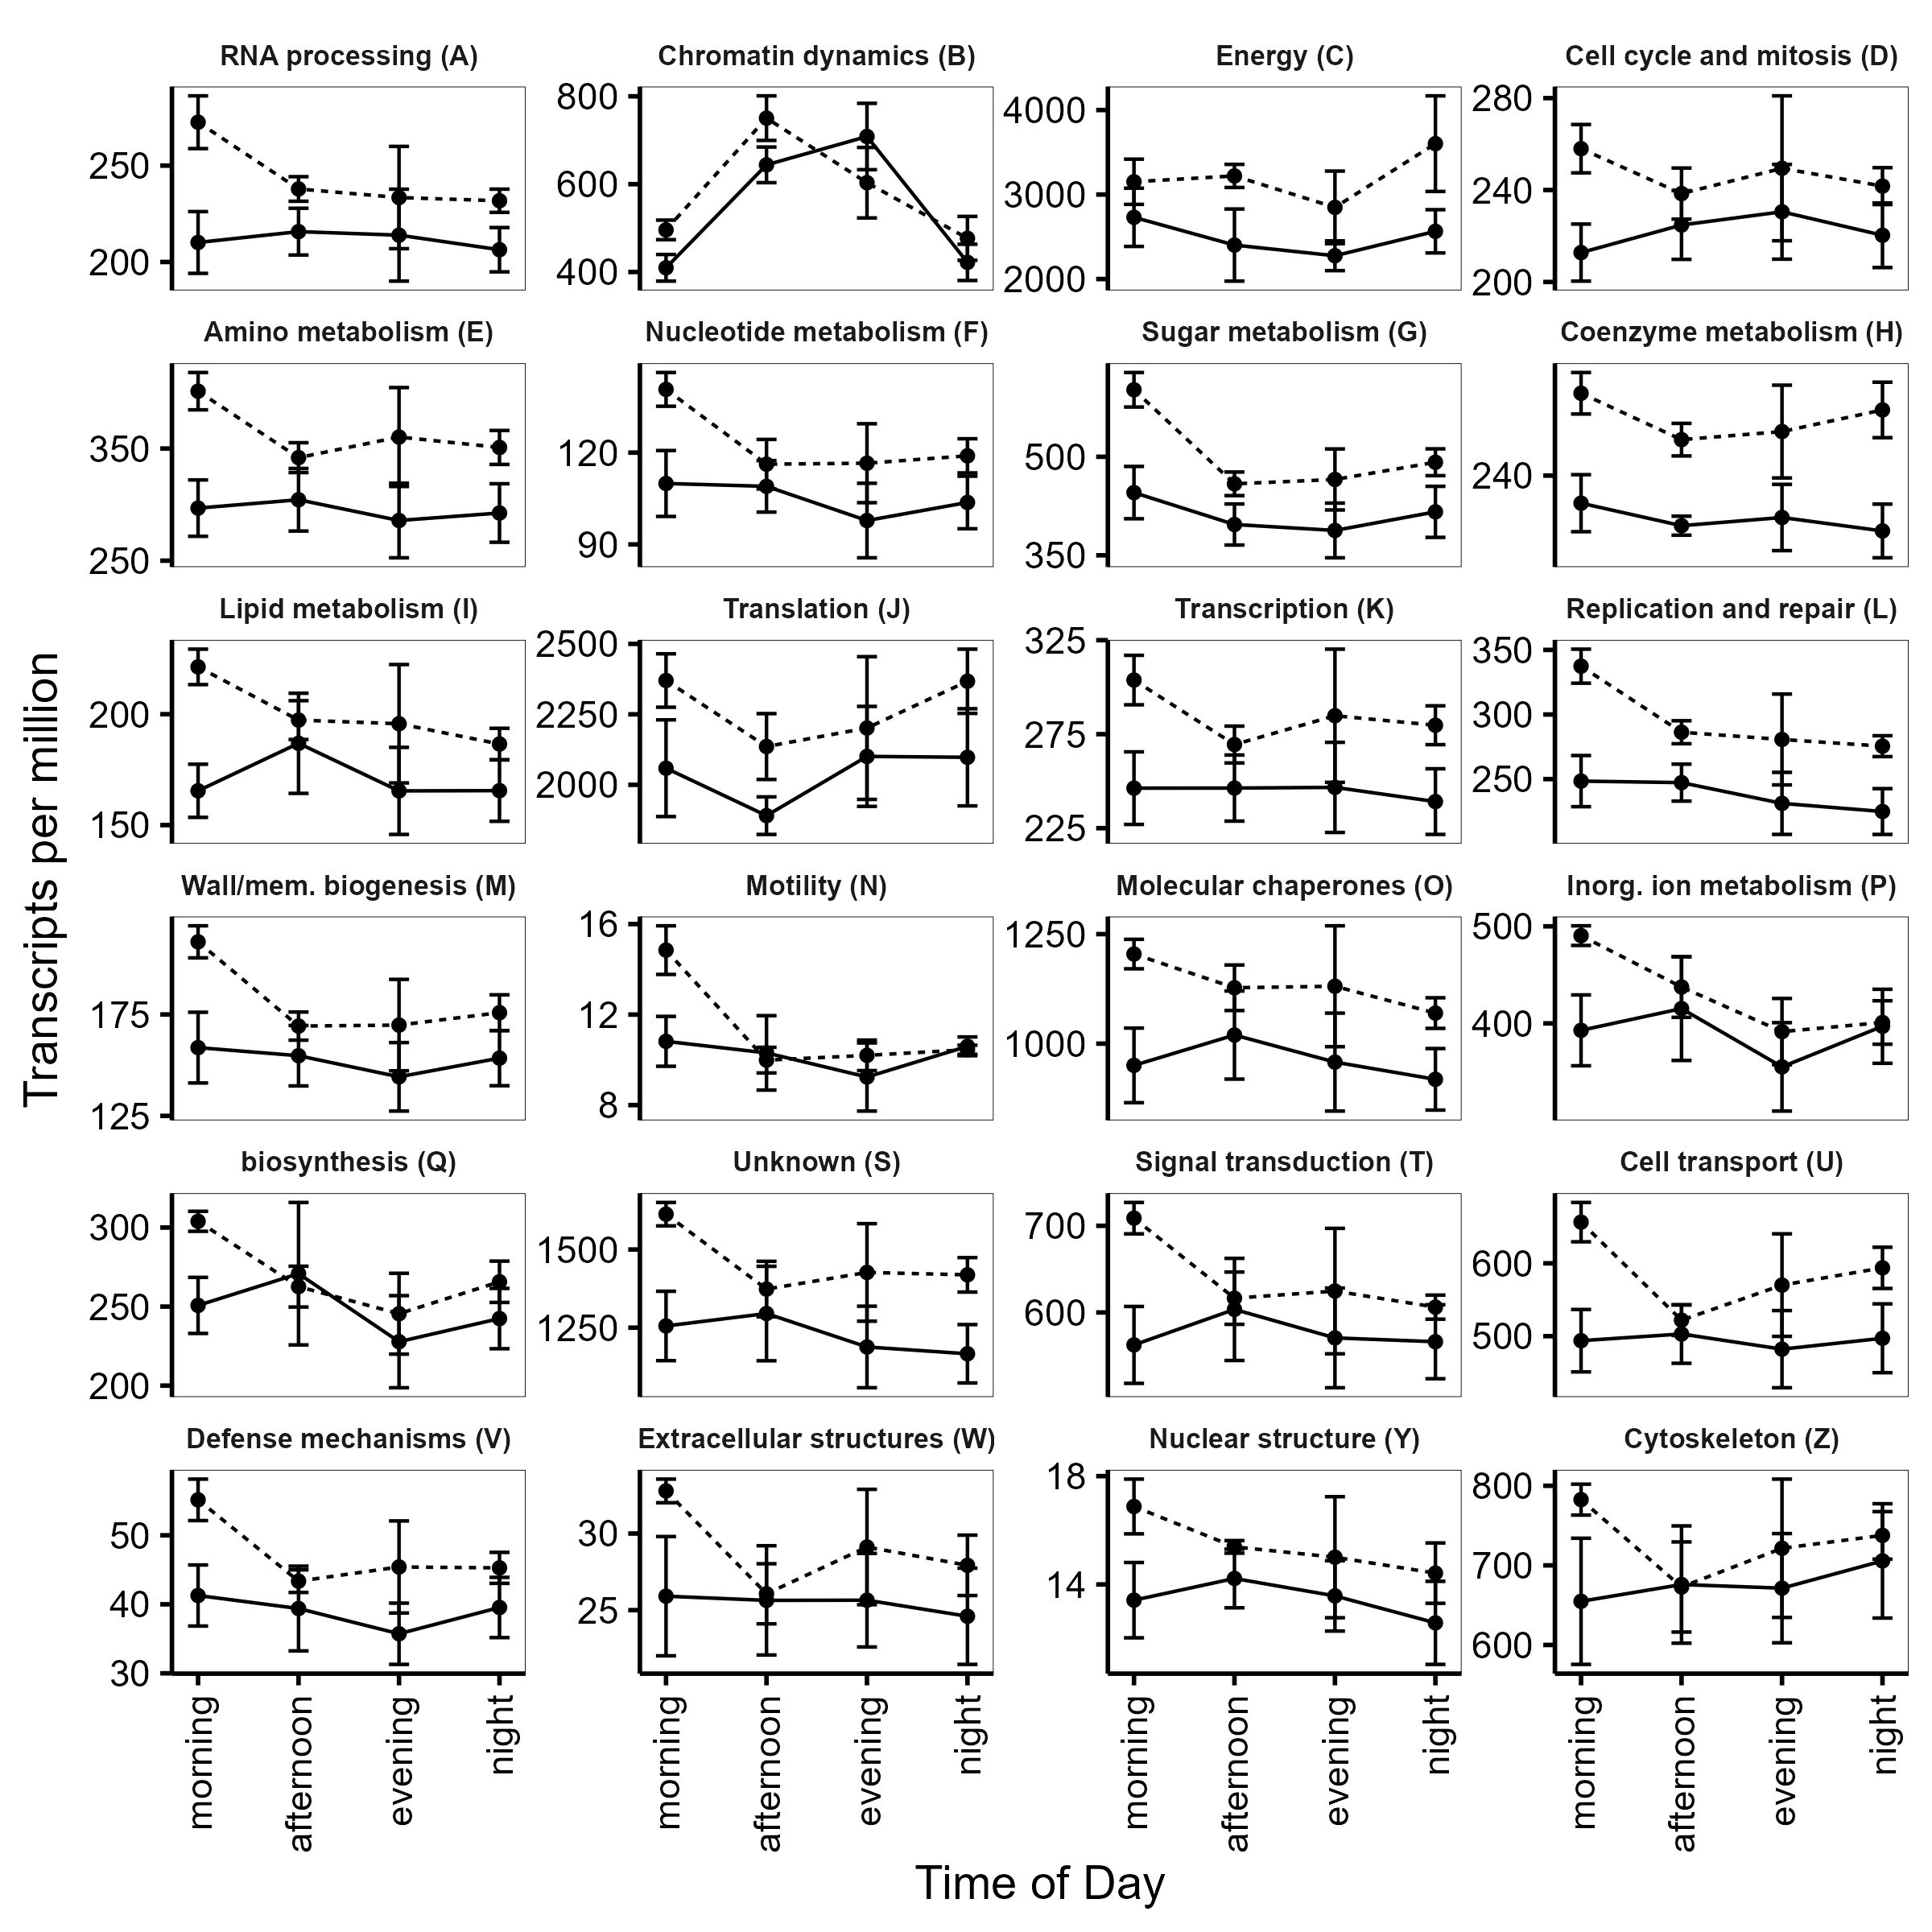 RNA processing (A)
Chromatin dynamics (B)
Energy (C)
Cell cycle and mitosis (D)
250
200
800
600
400
4000
3000
2000
280
240
200
Amino metabolism (E)
Nucleotide metabolism (F)
Sugar metabolism (G)
Coenzyme metabolism (H)
350
250
120
90
500
350
240
Lipid metabolism (I)
Translation (J)
Transcription (K)
Replication and repair (L)
200
150
2500
2250
2000
325
275
225
350
300
250
Wall/mem. biogenesis (M)
Motility (N)
Molecular chaperones (O)
Inorg. ion metabolism (P)
175
125
16
12
8
1250
1000
500
400
biosynthesis (Q)
Unknown (S)
Signal transduction (T)
Cell transport (U)
300
250
200
1500
1250
700
600
600
500
Defense mechanisms (V)
Extracellular structures (W)
Nuclear structure (Y)
Cytoskeleton (Z)
50
40
30
30
25
18
14
800
700
600
morning
afternoon
evening
night
morning
afternoon
evening
night
morning
afternoon
evening
night
morning
afternoon
evening
night
Time of Day
Transcripts per million